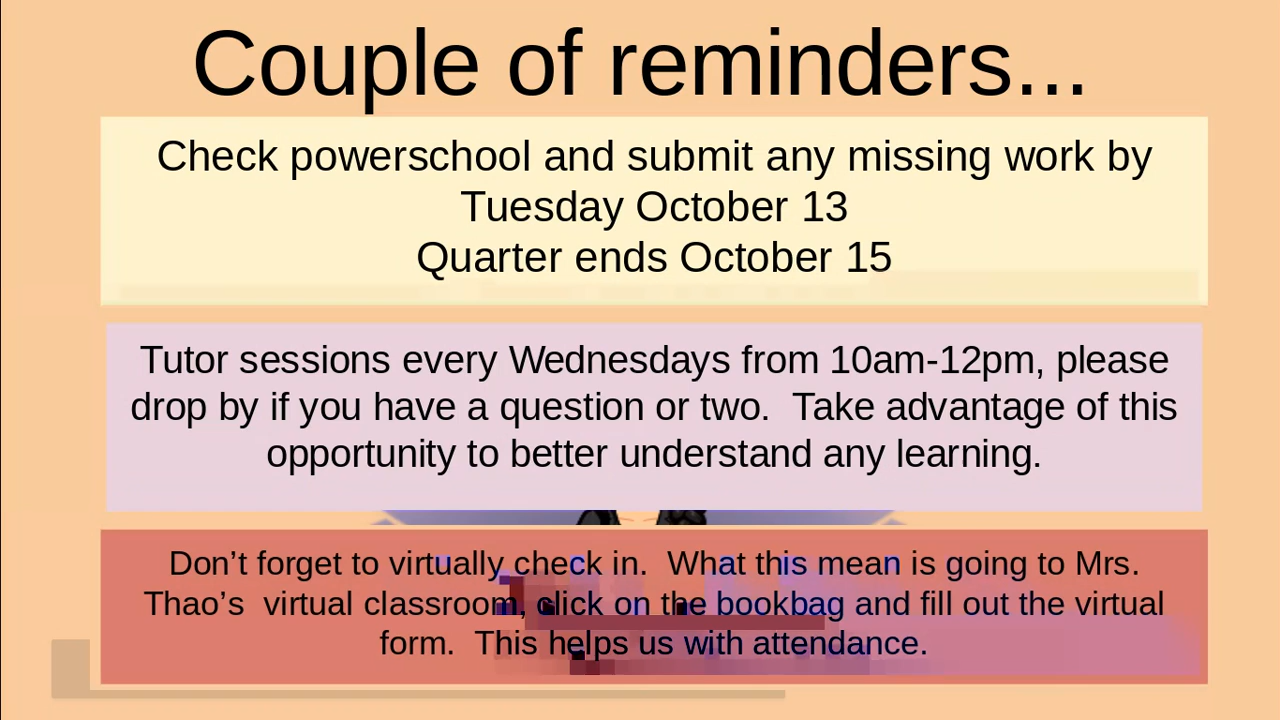 Couple of reminders...
Check powerschool and submit any missing work by
Tuesday October 13
Quarter ends October 15
Tutor sessions every Wednesdays from 10am-12pm, please
drop by if you have a question or two.  Take advantage of this
opportunity to better understand any learning.
Don’t forget to virtually check in.  What this mean is going to Mrs.
Thao’s  virtual classroom, click on the bookbag and fill out the virtual
form.  This helps us with attendance.